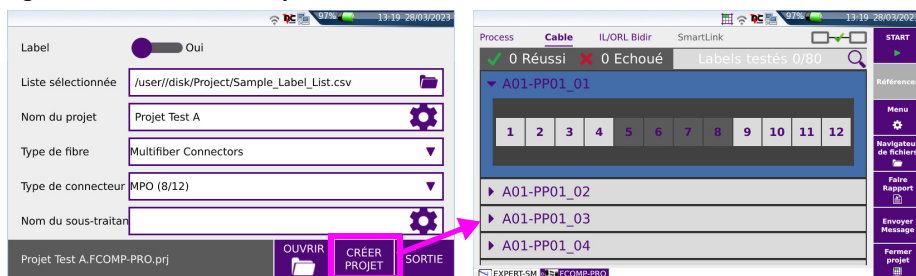 97% 13:19 28/03/2023
Label Oui
Liste sélectionnée /user//disk/Project/Sample_Label_List.csv
Nom du projet Projet Test A
Type de fibre Multifiber Connectors
Type de connecteur MPO (8/12)
Nom du sous-traitan
Projet Test A.FCOMP-PRO.prj OUVRIR CRÉER PROJET SORTIE
97% 13:19 28/03/2023
Process Cable IL/ORL Bidir SmartLink
0 Réussi 0 Echoué Labels testés 0/80
A01-PP01_01
1 2 3 4 5 6 7 8 9 10 11 12
A01-PP01_02
A01-PP01_03
A01-PP01_04
EXPERT-SM FCOMP-PRO
START
Références
Menu
Navigateu
de fichiers
Faire
Rapport
Envoyer
Message
Fermer
projet